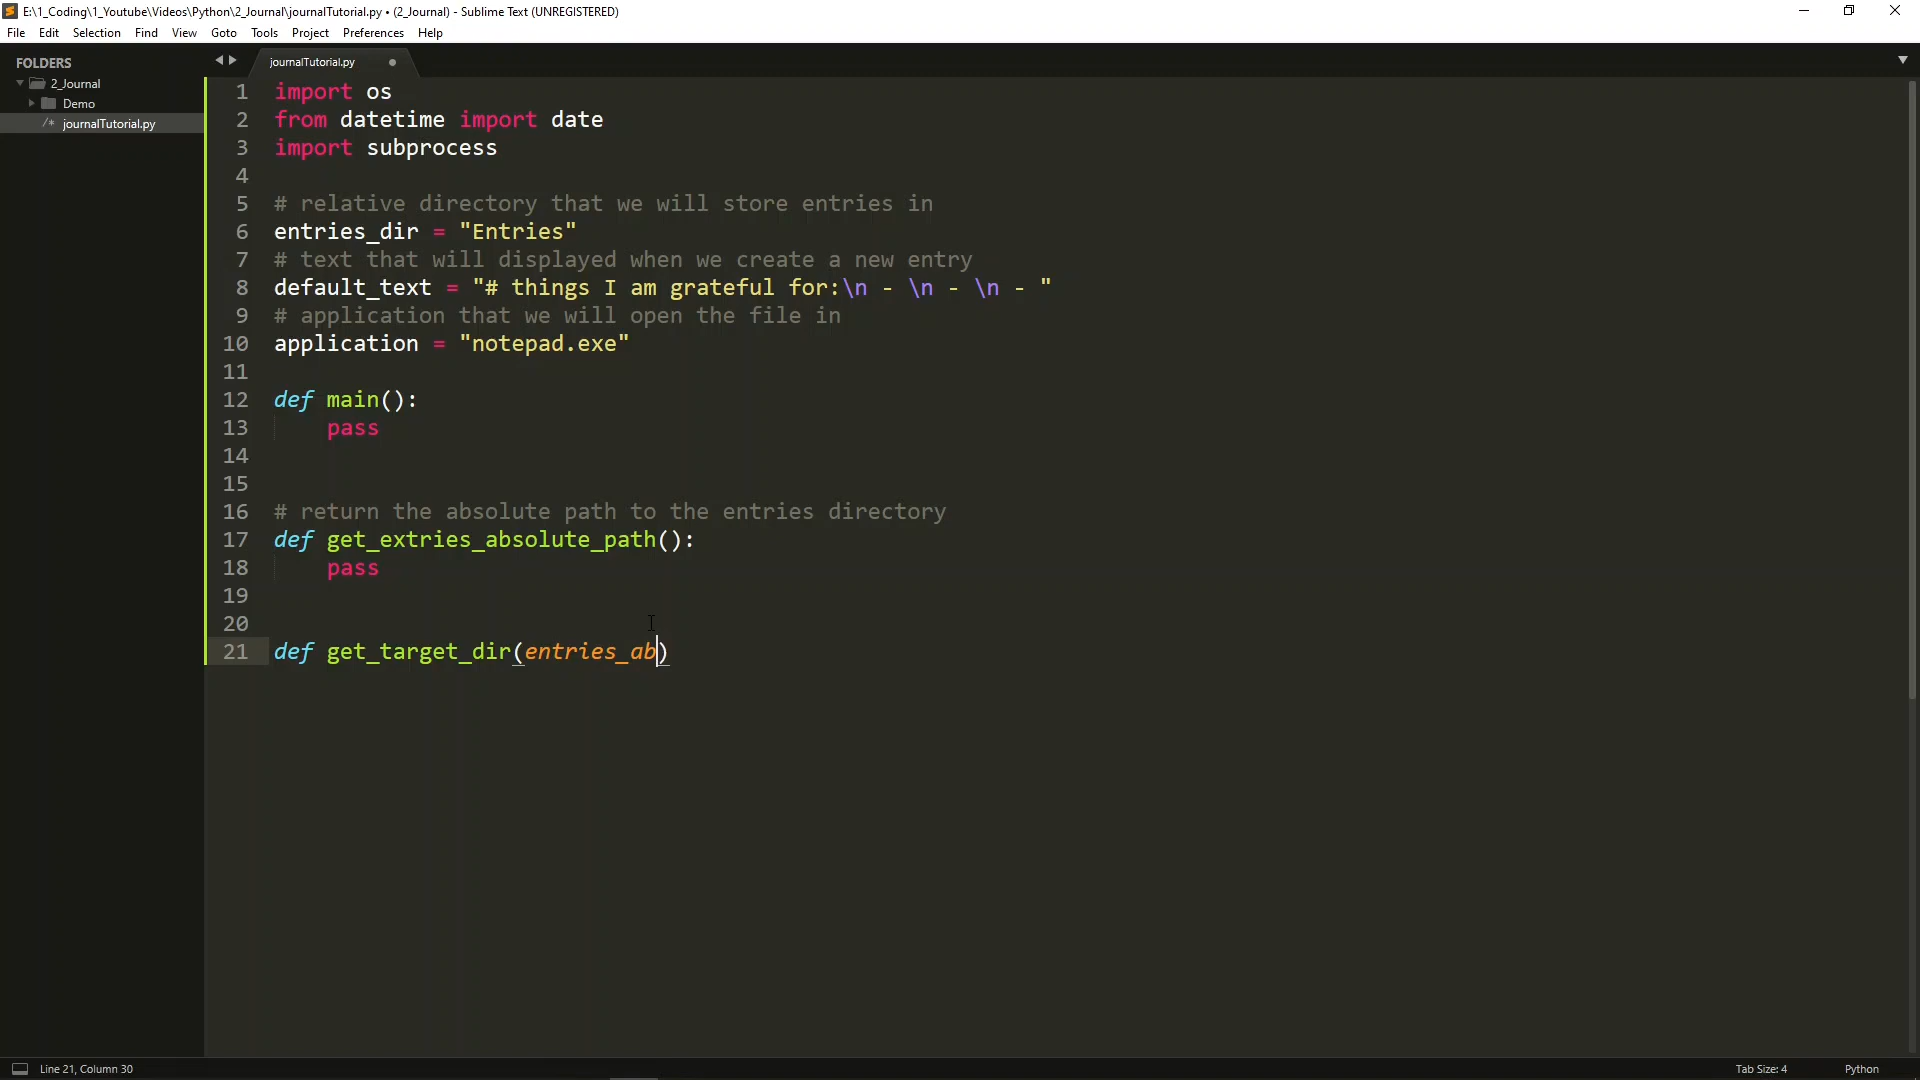 E:\1_Coding\1_Youtube\Videos\Python\2_Journal\journalTutorial.py • (2_Journal) - Sublime Text (UNREGISTERED)
File Edit Selection Find View Goto Tools Project Preferences Help
FOLDERS
2_Journal
Demo
/* journalTutorial.py
journalTutorial.py
1 import os
2 from datetime import date
3 import subprocess
4
5 # relative directory that we will store entries in
6 entries_dir = "Entries"
7 # text that will displayed when we create a new entry
8 default_text = "# things I am grateful for:\n - \n - \n - "
9 # application that we will open the file in
10 application = "notepad.exe"
11
12 def main():
13     pass
14
15
16 # return the absolute path to the entries directory
17 def get_extries_absolute_path():
18     pass
19
20
21 def get_target_dir(entries_ab)
Line 21, Column 30
Tab Size: 4
Python